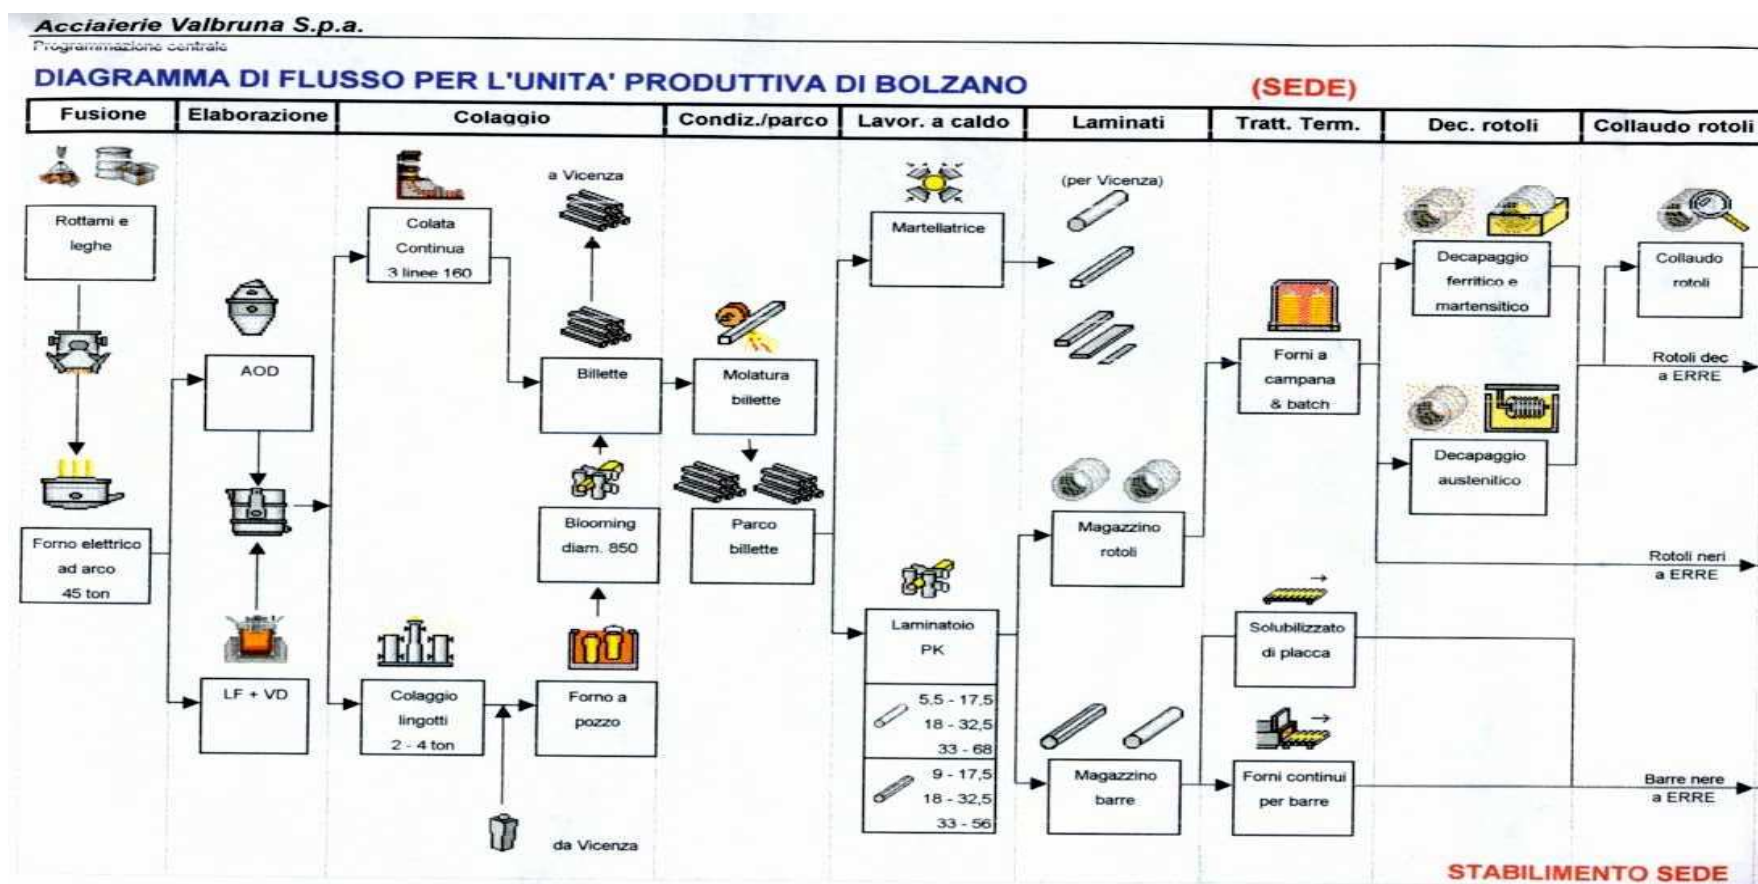 Acciaierie Valbruna S.p.a.
Programmazione centrale
DIAGRAMMA DI FLUSSO PER L'UNITA' PRODUTTIVA DI BOLZANO
(SEDE)
Fusione
Elaborazione
Colaggio
Condiz./parco
Lavor. a caldo
Laminati
Tratt. Term.
Dec. rotoli
Collaudo rotoli
Rottami e
leghe
Forno elettrico
ad arco
45 ton
AOD
LF + VD
Colata
Continua
3 linee 160
a Vicenza
Billette
Blooming
diam. 850
Colaggio
lingotti
2 - 4 ton
Forno a
pozzo
da Vicenza
Molatura
billette
Parco
billette
Martellatrice
Laminatoio
PK
5,5 - 17,5
18 - 32,5
33 - 68
9 - 17,5
18 - 32,5
33 - 56
(per Vicenza)
Magazzino
rotoli
Magazzino
barre
Forni a
campana
& batch
Solubilizzato
di placca
Forni continui
per barre
Decapaggio
ferritico e
martensitico
Decapaggio
austenitico
Collaudo
rotoli
Rotoli dec
a ERRE
Rotoli neri
a ERRE
Barre nere
a ERRE
STABILIMENTO SEDE